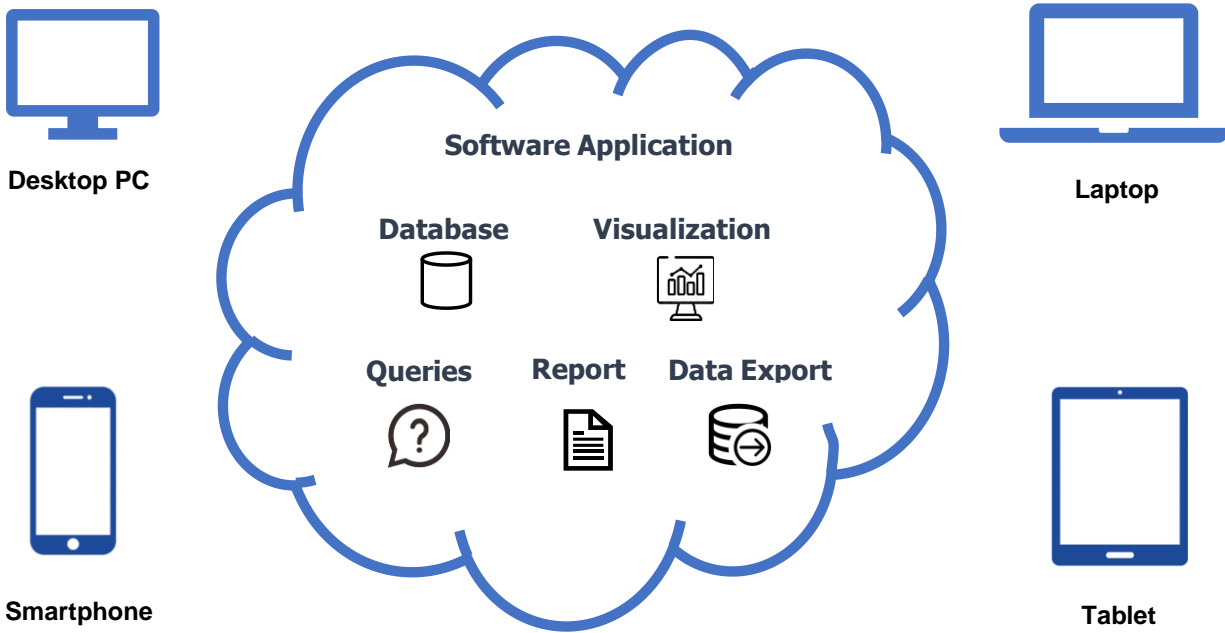 Software Application
Desktop PC
Laptop
Database Visualization
Queries Report Data Export
?
Smartphone
Tablet